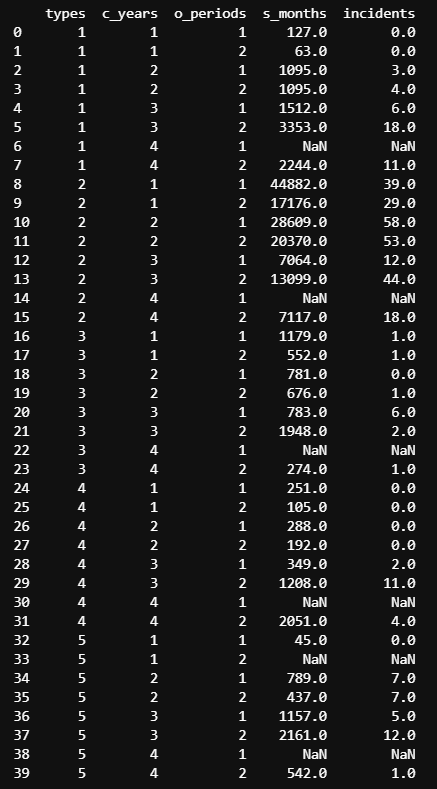 types c_years o_periods s_months incidents
0 1 1 1 127.0 0.0
1 1 1 2 63.0 0.0
2 1 2 1 1095.0 3.0
3 1 2 2 1095.0 4.0
4 1 3 1 1512.0 6.0
5 1 3 2 3353.0 18.0
6 1 4 1 NaN NaN
7 1 4 2 2244.0 11.0
8 2 1 1 44882.0 39.0
9 2 1 2 17176.0 29.0
10 2 2 1 28609.0 58.0
11 2 2 2 20370.0 53.0
12 2 3 1 7064.0 12.0
13 2 3 2 13099.0 44.0
14 2 4 1 NaN NaN
15 2 4 2 7117.0 18.0
16 3 1 1 1179.0 1.0
17 3 1 2 552.0 1.0
18 3 2 1 781.0 0.0
19 3 2 2 676.0 1.0
20 3 3 1 783.0 6.0
21 3 3 2 1948.0 2.0
22 3 4 1 NaN NaN
23 3 4 2 274.0 1.0
24 4 1 1 251.0 0.0
25 4 1 2 105.0 0.0
26 4 2 1 288.0 0.0
27 4 2 2 192.0 0.0
28 4 3 1 349.0 2.0
29 4 3 2 1208.0 11.0
30 4 4 1 NaN NaN
31 4 4 2 2051.0 4.0
32 5 1 1 45.0 0.0
33 5 1 2 NaN NaN
34 5 2 1 789.0 7.0
35 5 2 2 437.0 7.0
36 5 3 1 1157.0 5.0
37 5 3 2 2161.0 12.0
38 5 4 1 NaN NaN
39 5 4 2 542.0 1.0